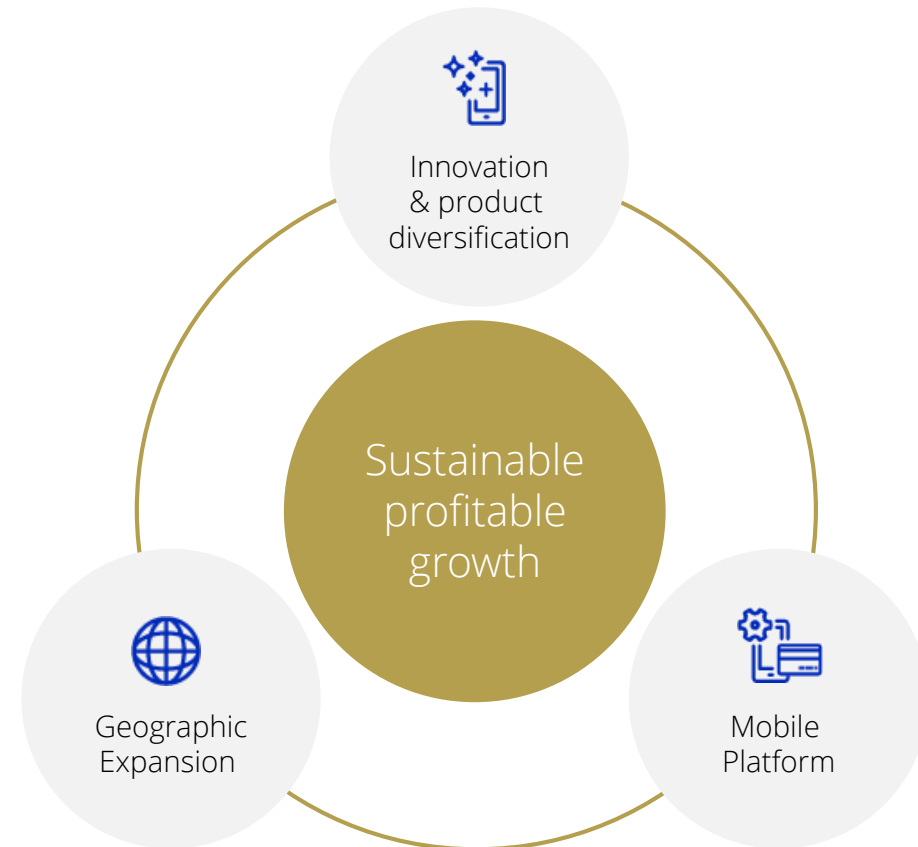 Innovation
& product
diversification
Sustainable
profitable
growth
Geographic
Expansion
Mobile
Platform